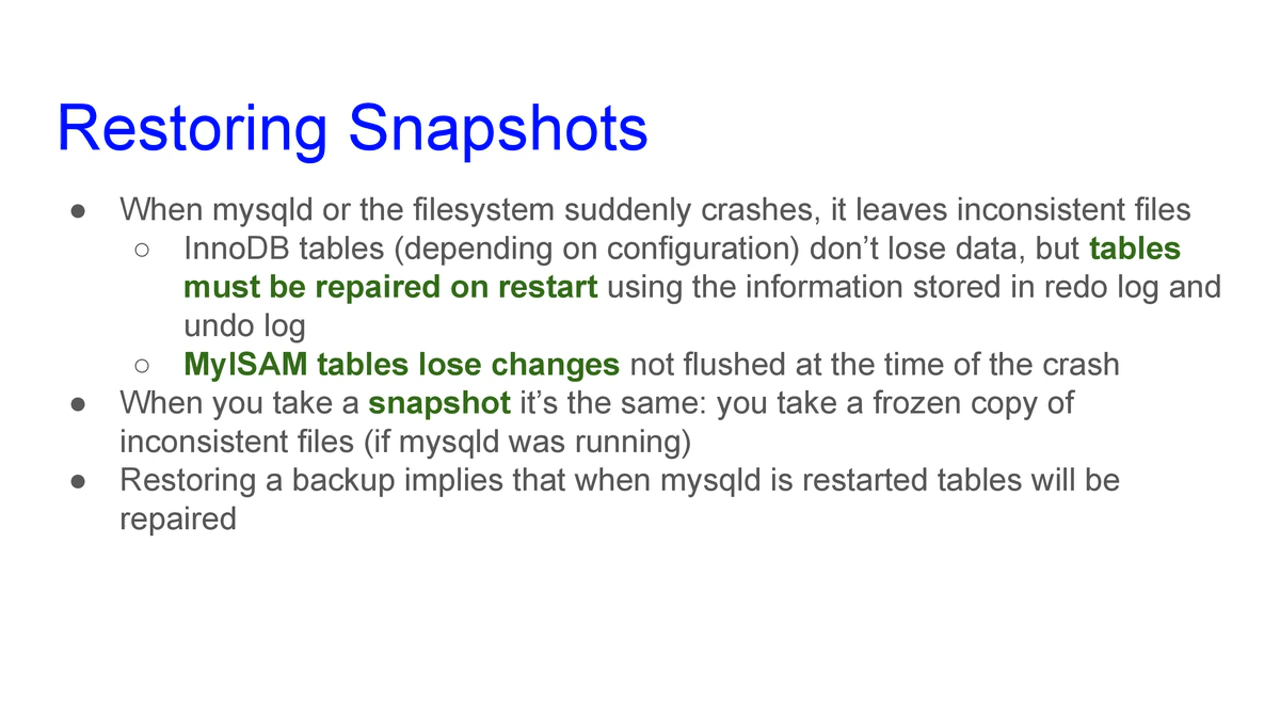 Restoring Snapshots
● When mysqld or the filesystem suddenly crashes, it leaves inconsistent files
○ InnoDB tables (depending on configuration) don’t lose data, but tables
must be repaired on restart using the information stored in redo log and
undo log
○ MyISAM tables lose changes not flushed at the time of the crash
● When you take a snapshot it’s the same: you take a frozen copy of
inconsistent files (if mysqld was running)
● Restoring a backup implies that when mysqld is restarted tables will be
repaired